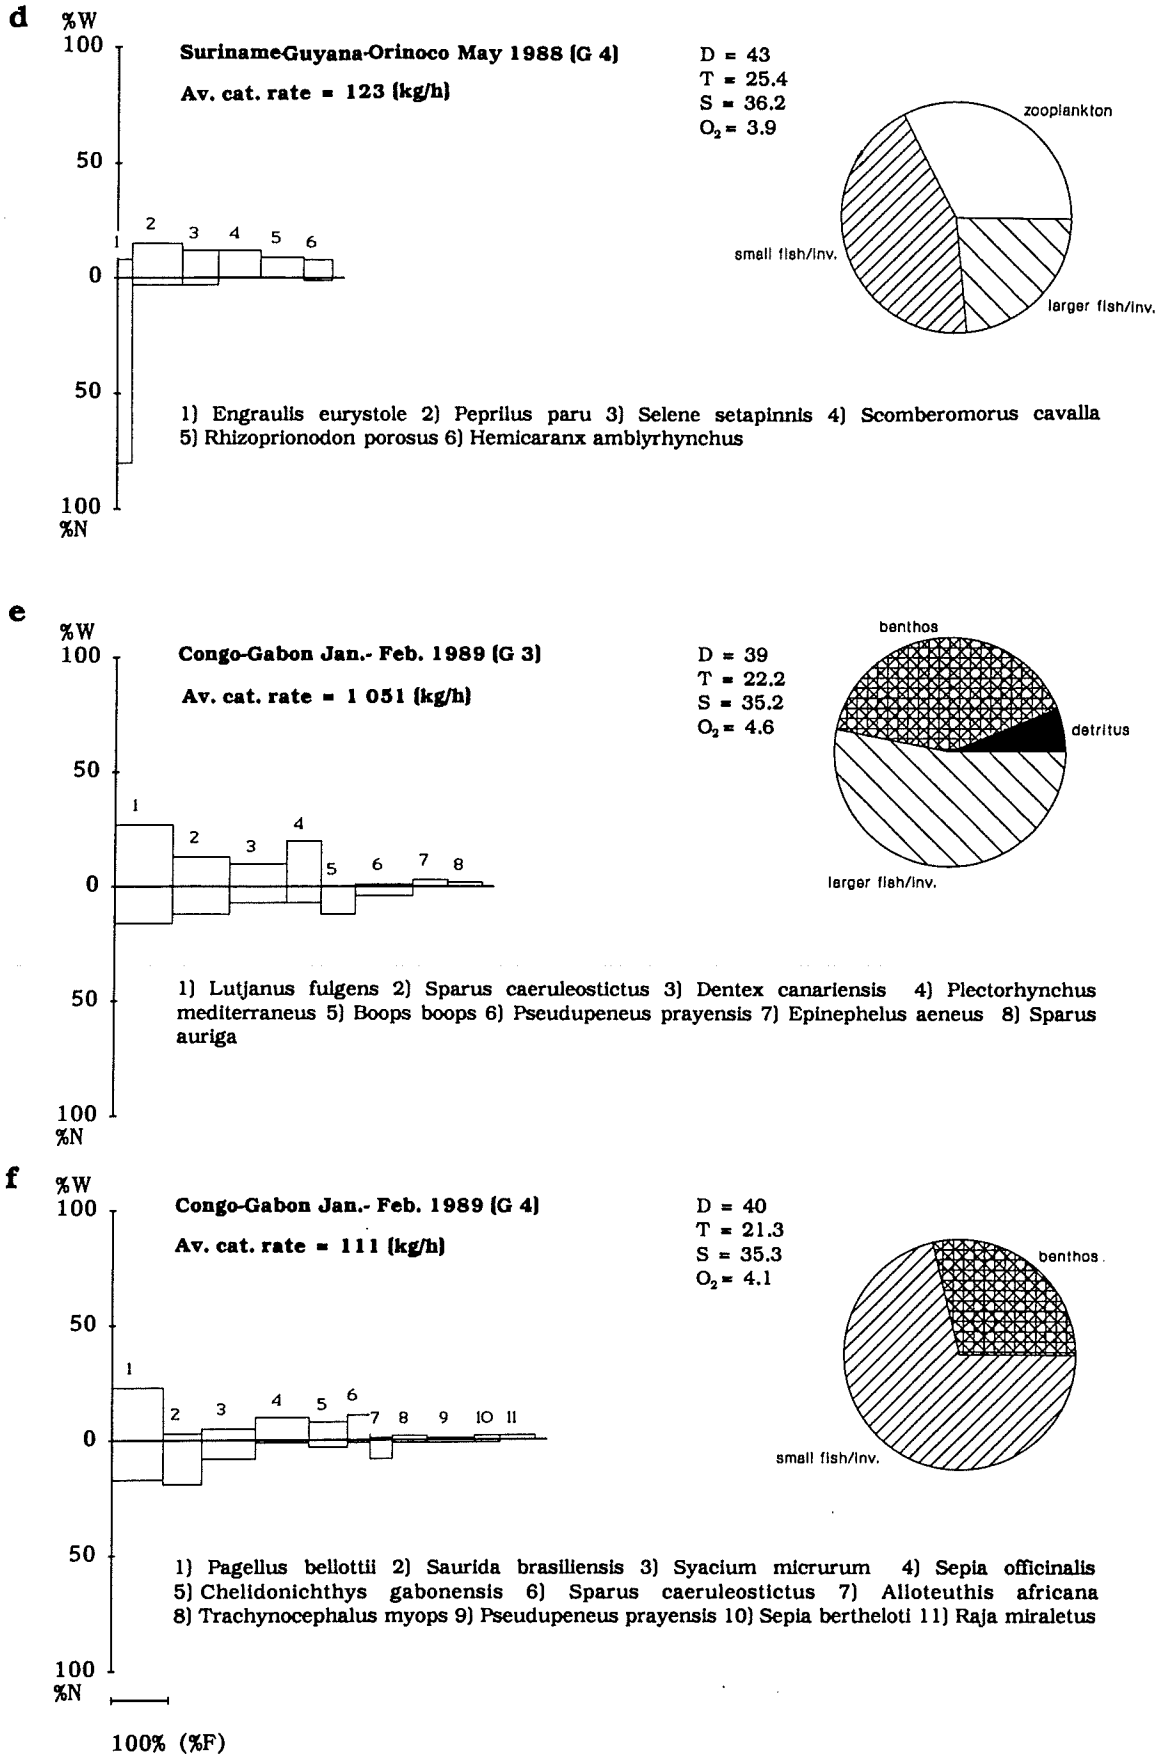 d
%W
100
SurinameGuyana-Orinoco May 1988 (G 4)
Av. cat. rate = 123 (kg/h)
D = 43
T = 25.4
S = 36.2
O₂ = 3.9
zooplankton
small fish/inv.
larger fish/inv.
50
1 2 3 4 5 6
0
50
1) Engraulis eurystole 2) Peprilus paru 3) Selene setapinnis 4) Scomberomorus cavalla
5) Rhizoprionodon porosus 6) Hemicaranx amblyrhynchus
100
%N
e
%W
100
Congo-Gabon Jan.- Feb. 1989 (G 3)
Av. cat. rate = 1 051 (kg/h)
D = 39
T = 22.2
S = 35.2
O₂ = 4.6
benthos
detritus
larger fish/inv.
50
1 2 3 4 5 6 7 8
0
50
1) Lutjanus fulgens 2) Sparus caeruleostictus 3) Dentex canariensis 4) Plectorhynchus
mediterraneus 5) Boops boops 6) Pseudupeneus prayensis 7) Epinephelus aeneus 8) Sparus
auriga
100
%N
f
%W
100
Congo-Gabon Jan.- Feb. 1989 (G 4)
Av. cat. rate = 111 (kg/h)
D = 40
T = 21.3
S = 35.3
O₂ = 4.1
benthos
small fish/inv.
50
1 2 3 4 5 6 7 8 9 10 11
0
50
1) Pagellus bellottii 2) Saurida brasiliensis 3) Syacium micrurum 4) Sepia officinalis
5) Chelidonichthys gabonensis 6) Sparus caeruleostictus 7) Alloteuthis africana
8) Trachynocephalus myops 9) Pseudupeneus prayensis 10) Sepia bertheloti 11) Raja miraletus
100
%N
100% (%F)